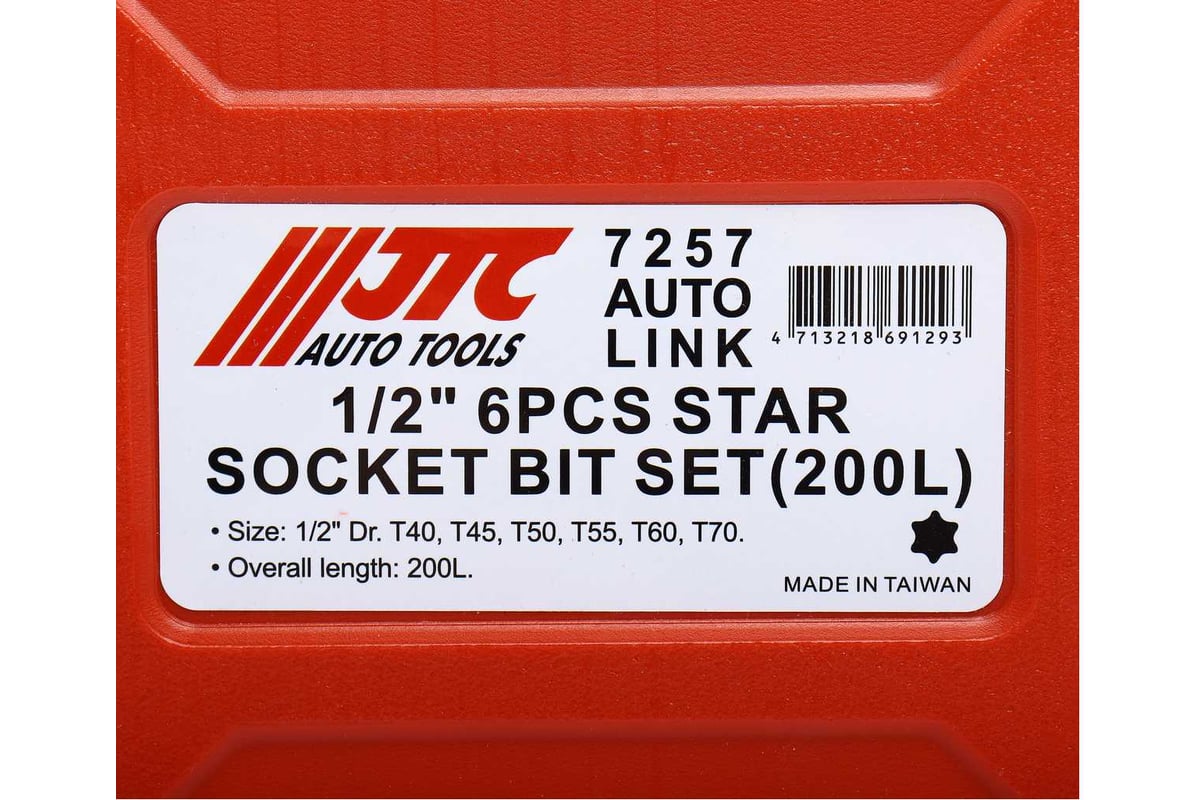 JTC
AUTO TOOLS
7257
AUTO
LINK
4 713218 691293
1/2" 6PCS STAR
SOCKET BIT SET(200L)
• Size: 1/2" Dr. T40, T45, T50, T55, T60, T70.
• Overall length: 200L.
MADE IN TAIWAN